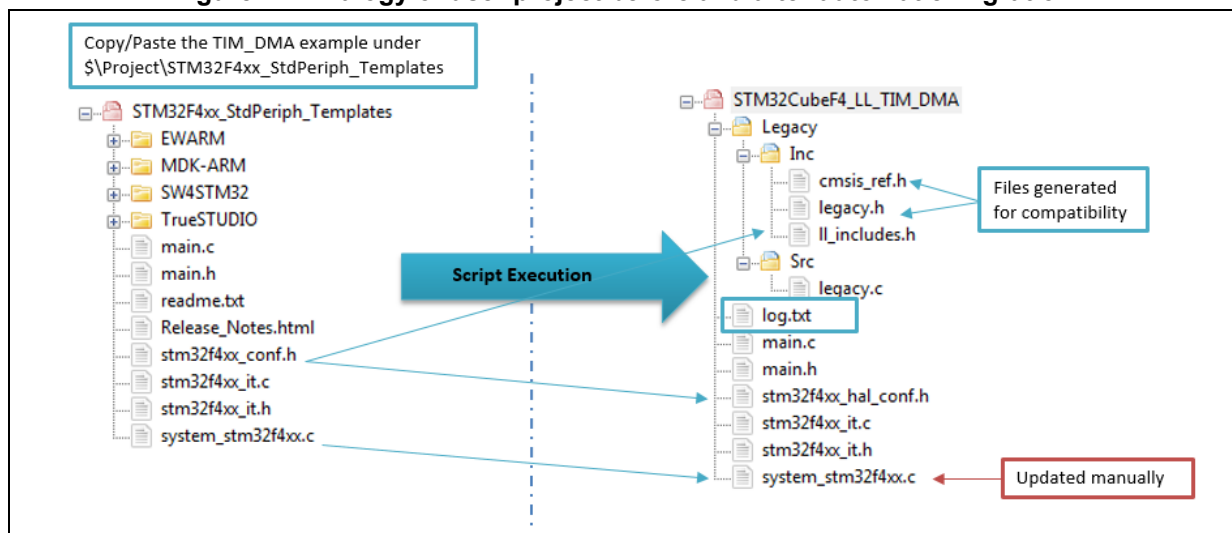 Copy/Paste the TIM_DMA example under
$\Project\STM32F4xx_StdPeriph_Templates
STM32F4xx_StdPeriph_Templates
EWARM
MDK-ARM
SW4STM32
TrueSTUDIO
main.c
main.h
readme.txt
Release_Notes.html
stm32f4xx_conf.h
stm32f4xx_it.c
stm32f4xx_it.h
system_stm32f4xx.c
Script Execution
STM32CubeF4_LL_TIM_DMA
Legacy
Inc
cmsis_ref.h
legacy.h
ll_includes.h
Src
legacy.c
log.txt
main.c
main.h
stm32f4xx_hal_conf.h
stm32f4xx_it.c
stm32f4xx_it.h
system_stm32f4xx.c
Files generated
for compatibility
Updated manually